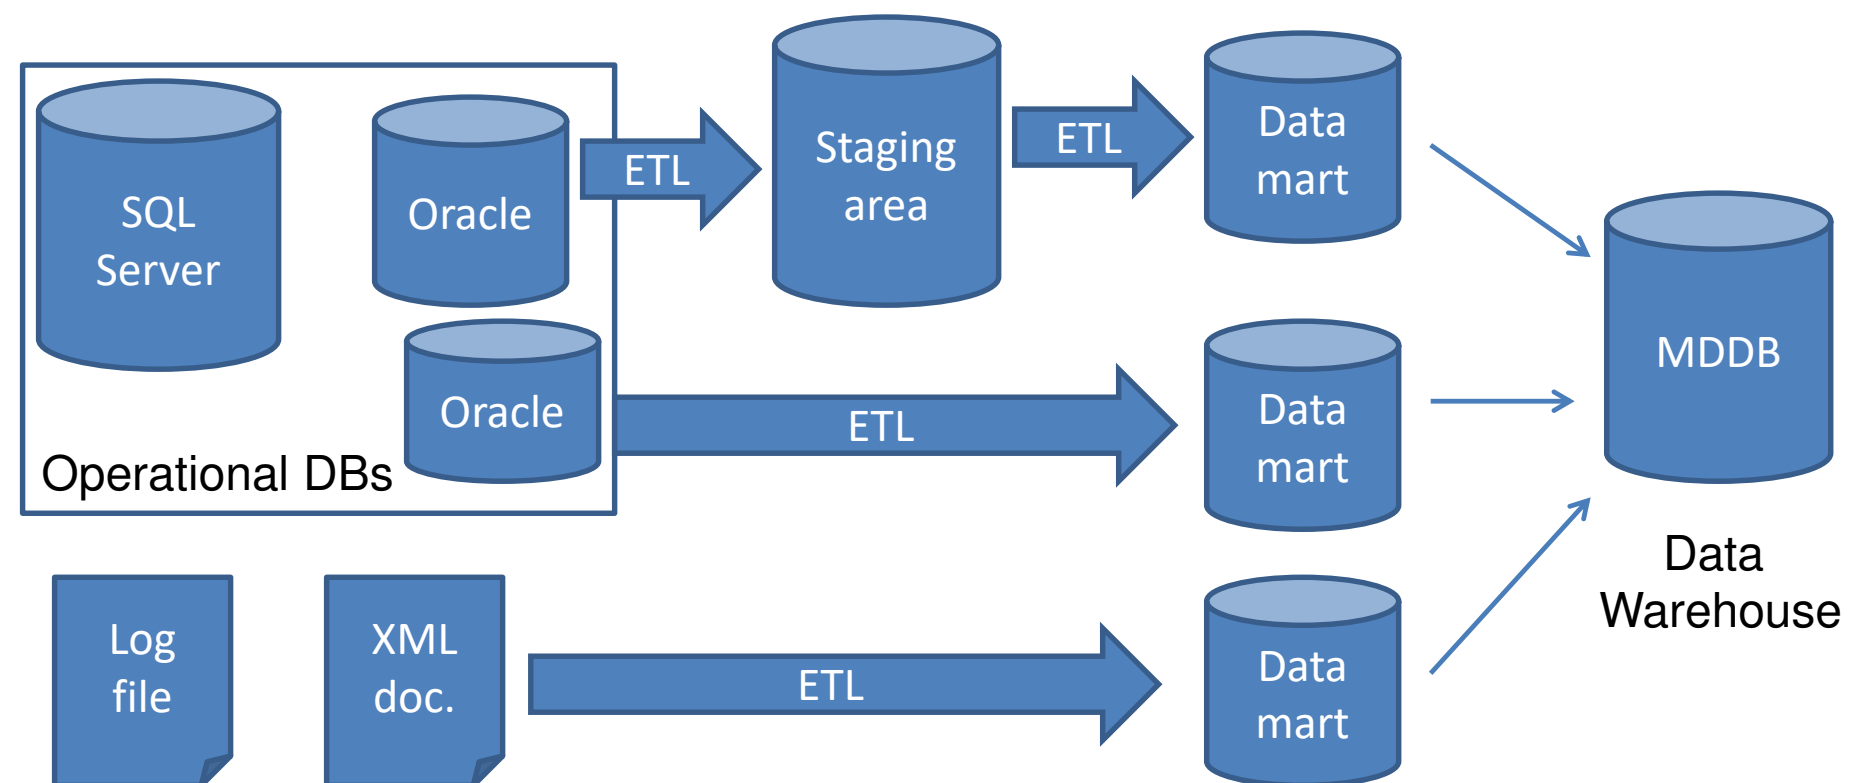 SQL
Server
Oracle
ETL
Staging
area
ETL
Data
mart
Oracle
Operational DBs
ETL
Data
mart
MDDB
Data
Warehouse
Log
file
XML
doc.
ETL
Data
mart